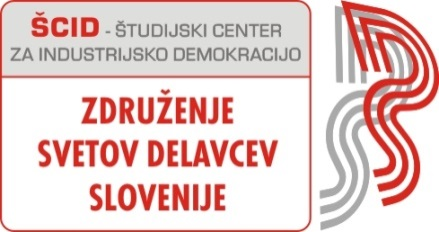 ŠCID - ŠTUDIJSKI CENTER
ZA INDUSTRIJSKO DEMOKRACIJO
ZDRUŽENJE
SVETOV DELAVCEV
SLOVENIJE